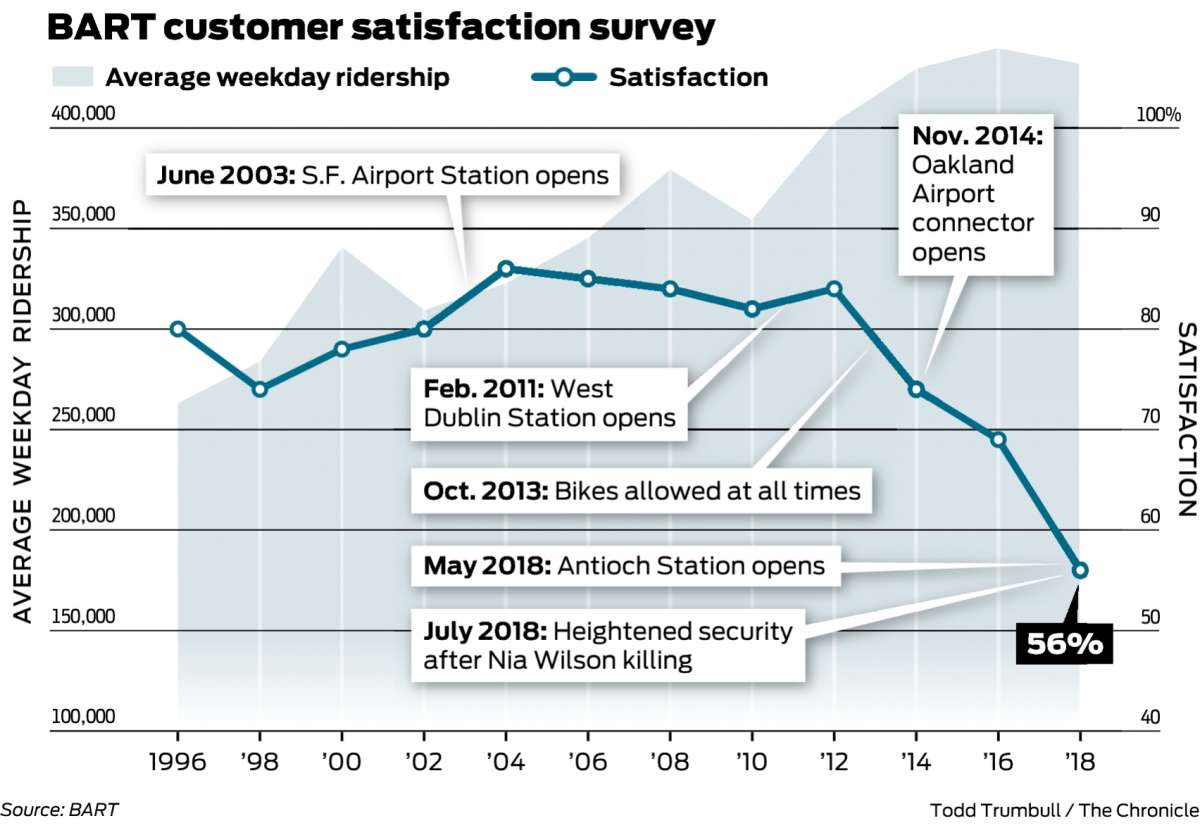 BART customer satisfaction survey
Average weekday ridership
Satisfaction
400,000
350,000
300,000
250,000
200,000
150,000
100,000
AVERAGE WEEKDAY RIDERSHIP
100%
90
80
70
60
50
40
SATISFACTION
June 2003: S.F. Airport Station opens
Nov. 2014:
Oakland
Airport
connector
opens
Feb. 2011: West
Dublin Station opens
Oct. 2013: Bikes allowed at all times
May 2018: Antioch Station opens
July 2018: Heightened security
after Nia Wilson killing
56%
1996 ’98 ’00 ’02 ’04 ’06 ’08 ’10 ’12 ’14 ’16 ’18
Source: BART
Todd Trumbull / The Chronicle